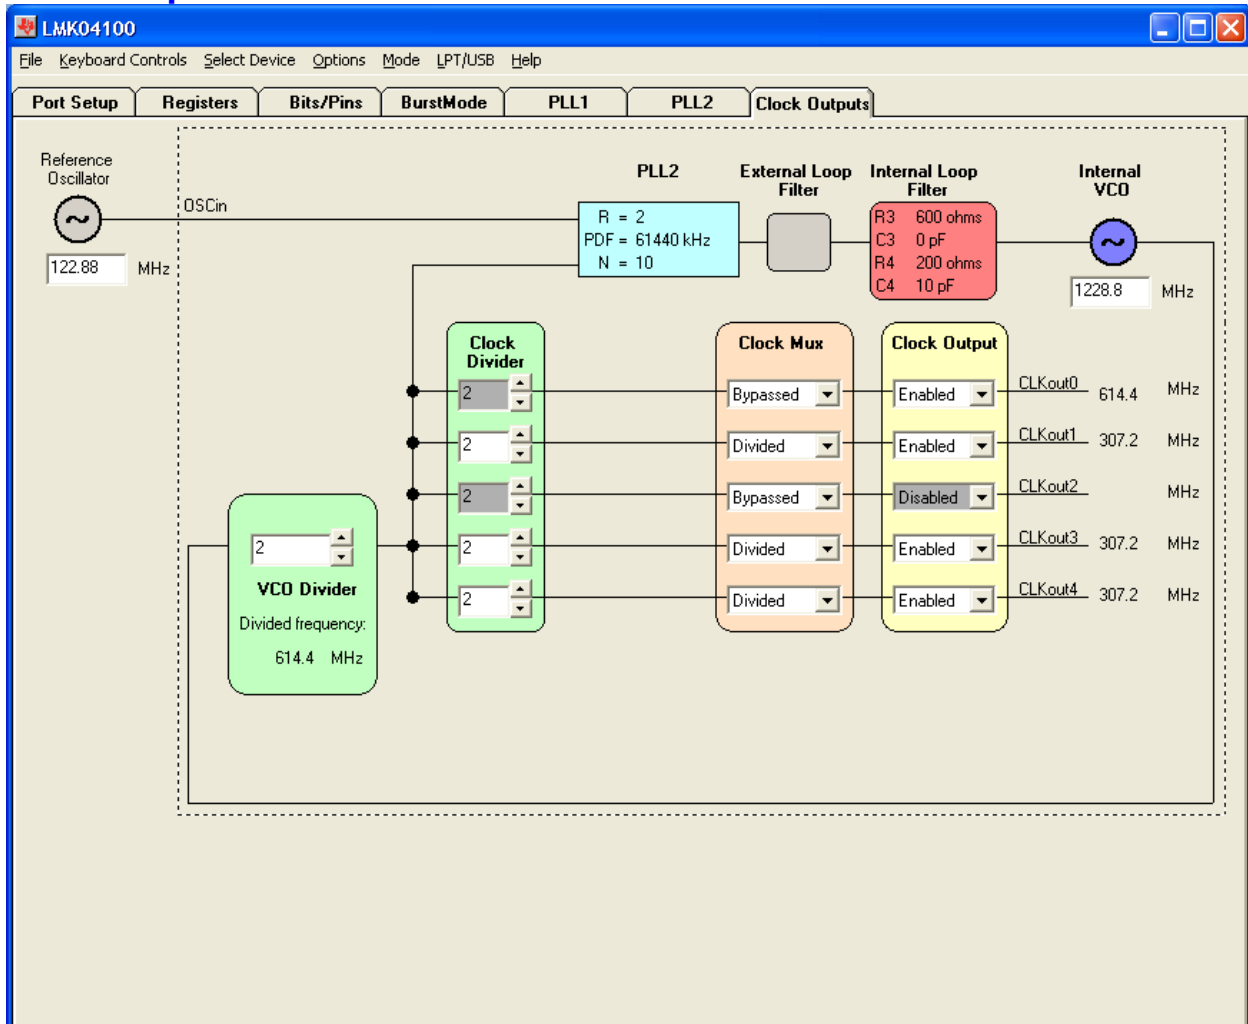 LMK04100
File Keyboard Controls Select Device Options Mode LPT/USB Help
Port Setup Registers Bits/Pins BurstMode PLL1 PLL2 Clock Outputs
Reference
Oscillator
122.88 MHz
OSCin
PLL2
R = 2
PDF = 61440 kHz
N = 10
External Loop
Filter
Internal Loop
Filter
R3 600 ohms
C3 0 pF
R4 200 ohms
C4 10 pF
Internal
VCO
1228.8 MHz
Clock
Divider
Clock Mux
Clock Output
2 Bypassed Enabled CLKout0 614.4 MHz
2 Divided Enabled CLKout1 307.2 MHz
2 Bypassed Disabled CLKout2 MHz
2 Divided Enabled CLKout3 307.2 MHz
2 Divided Enabled CLKout4 307.2 MHz
2
VCO Divider
Divided frequency:
614.4 MHz